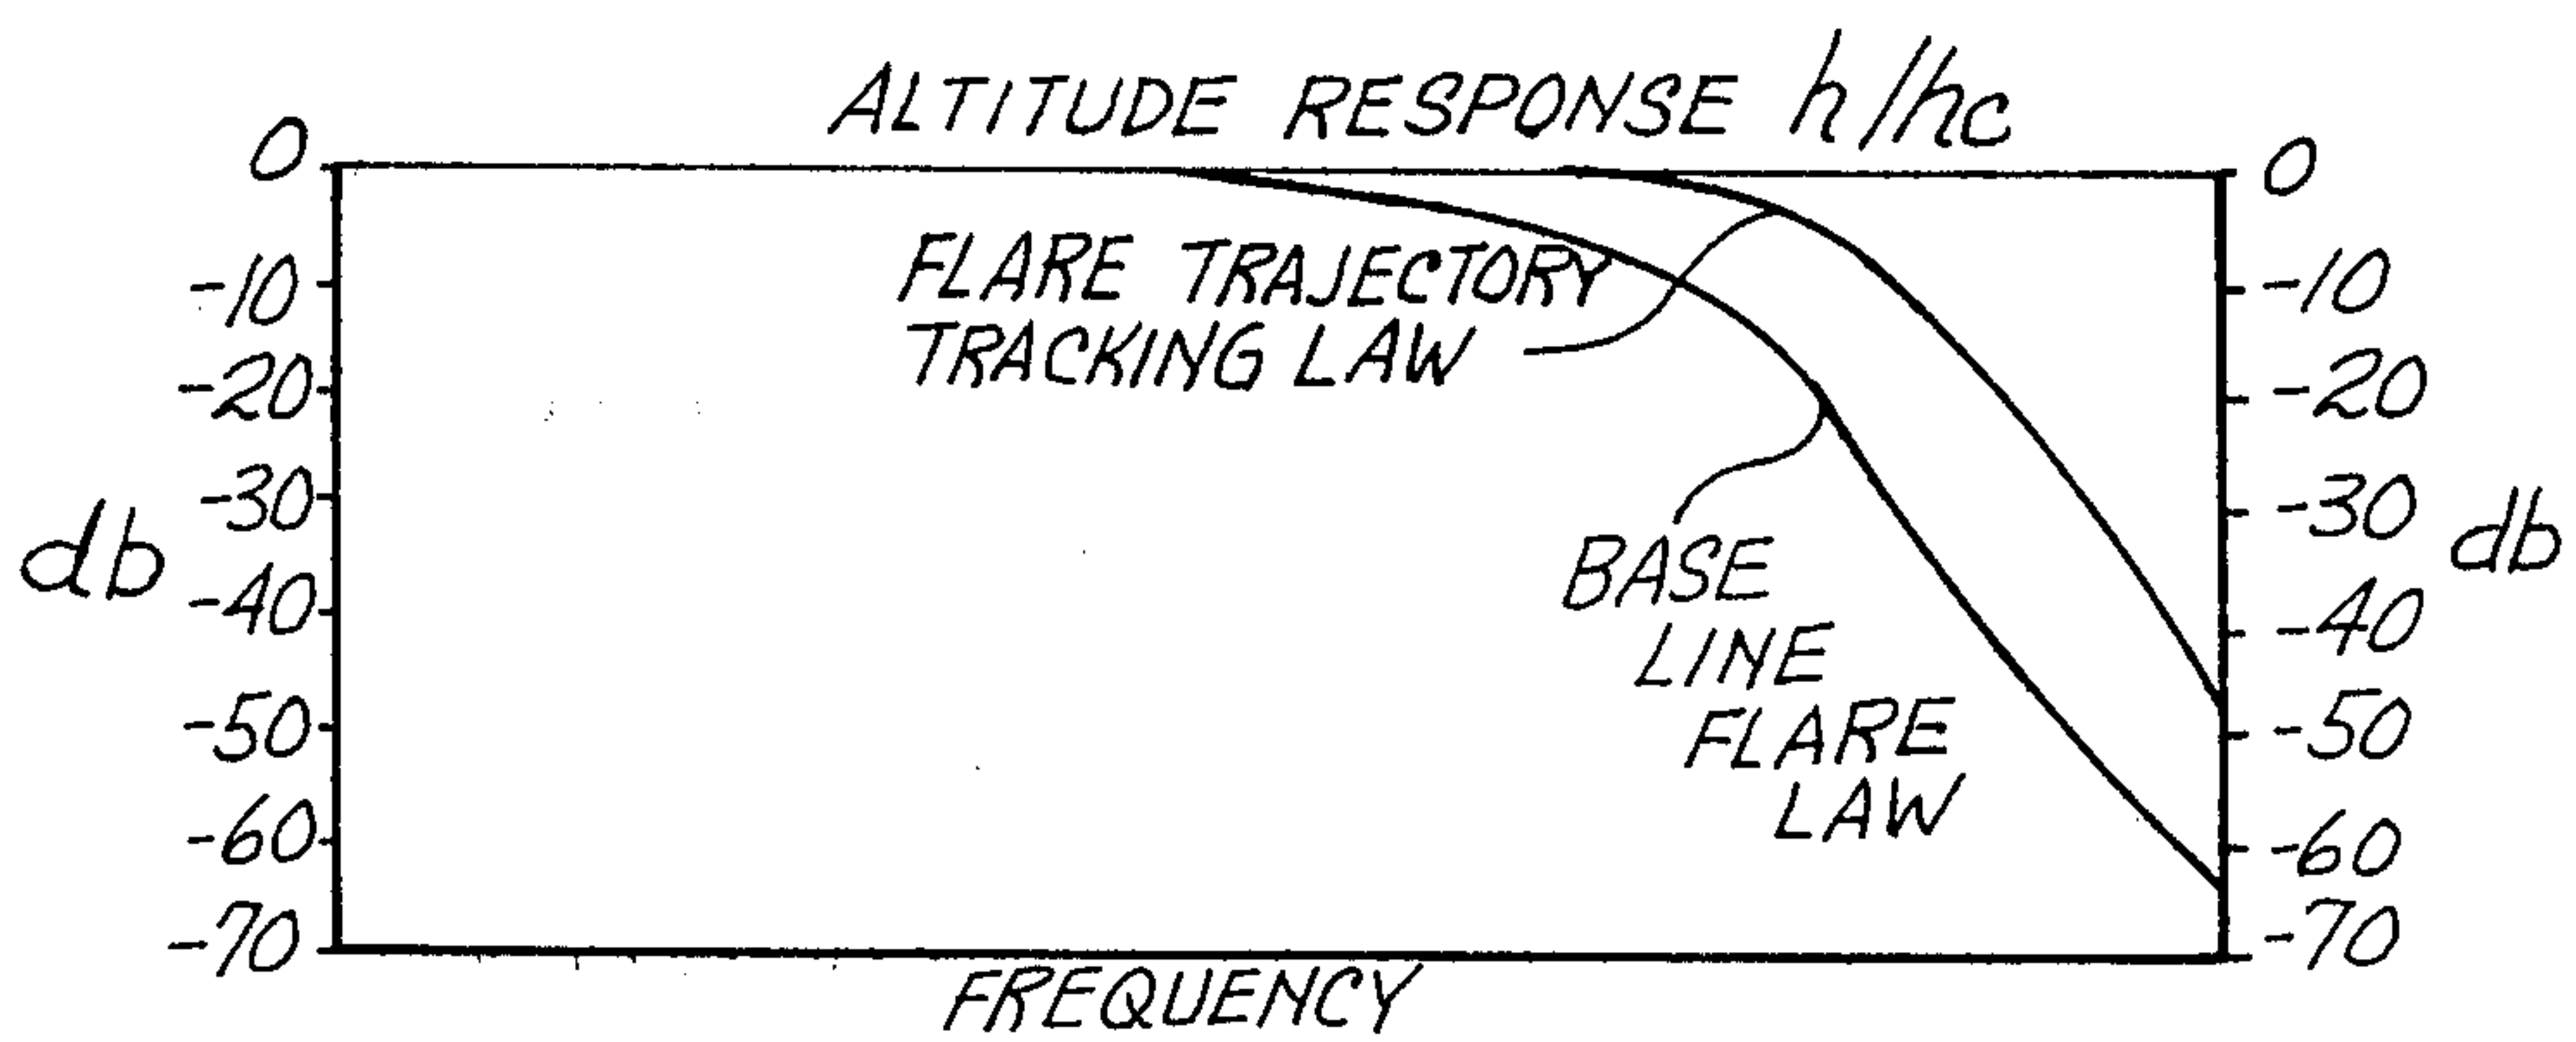 ALTITUDE RESPONSE h/hc
0
-10
-20
-30
-40
-50
-60
-70
db
FLARE TRAJECTORY
TRACKING LAW
BASE
LINE
FLARE
LAW
0
-10
-20
-30
-40
-50
-60
-70
db
FREQUENCY